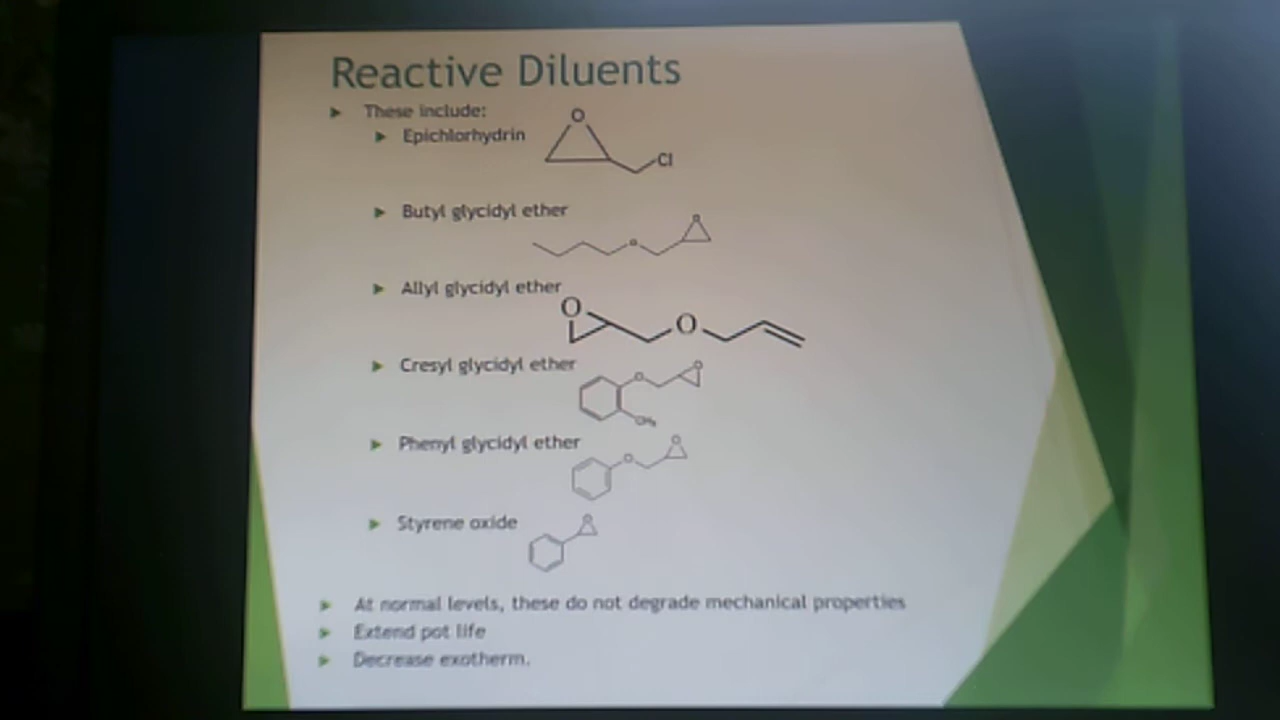 Reactive Diluents
These include:
Epichlorhydrin
O
Cl
Butyl glycidyl ether
O
O
Allyl glycidyl ether
O
O
Cresyl glycidyl ether
O
O
CH₃
Phenyl glycidyl ether
O
O
Styrene oxide
O
At normal levels, these do not degrade mechanical properties
Extend pot life
Decrease exotherm.